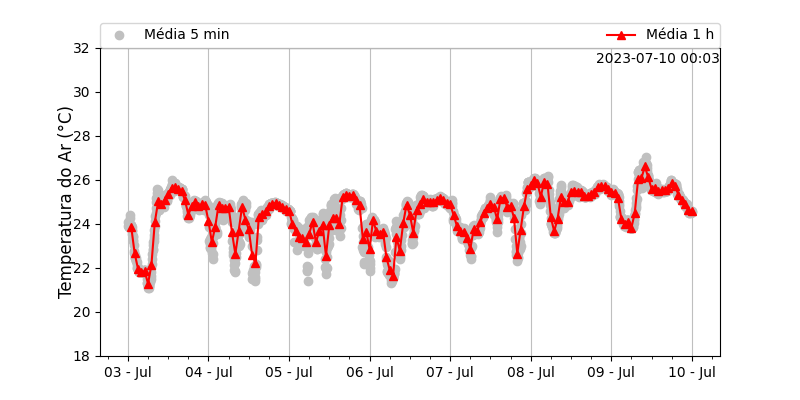 Média 5 min
Média 1 h
2023-07-10 00:03
Temperatura do Ar (°C)
32
30
28
26
24
22
20
18
03 - Jul
04 - Jul
05 - Jul
06 - Jul
07 - Jul
08 - Jul
09 - Jul
10 - Jul